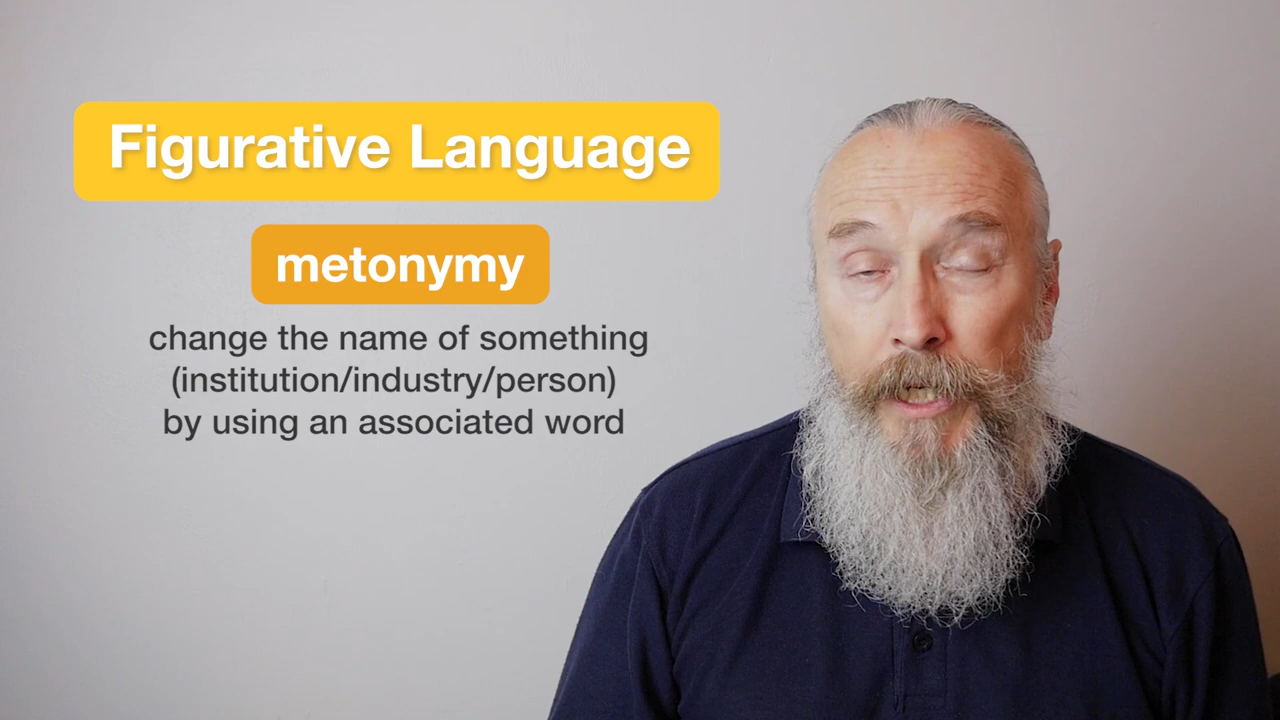 Figurative Language
metonymy
change the name of something
(institution/industry/person)
by using an associated word